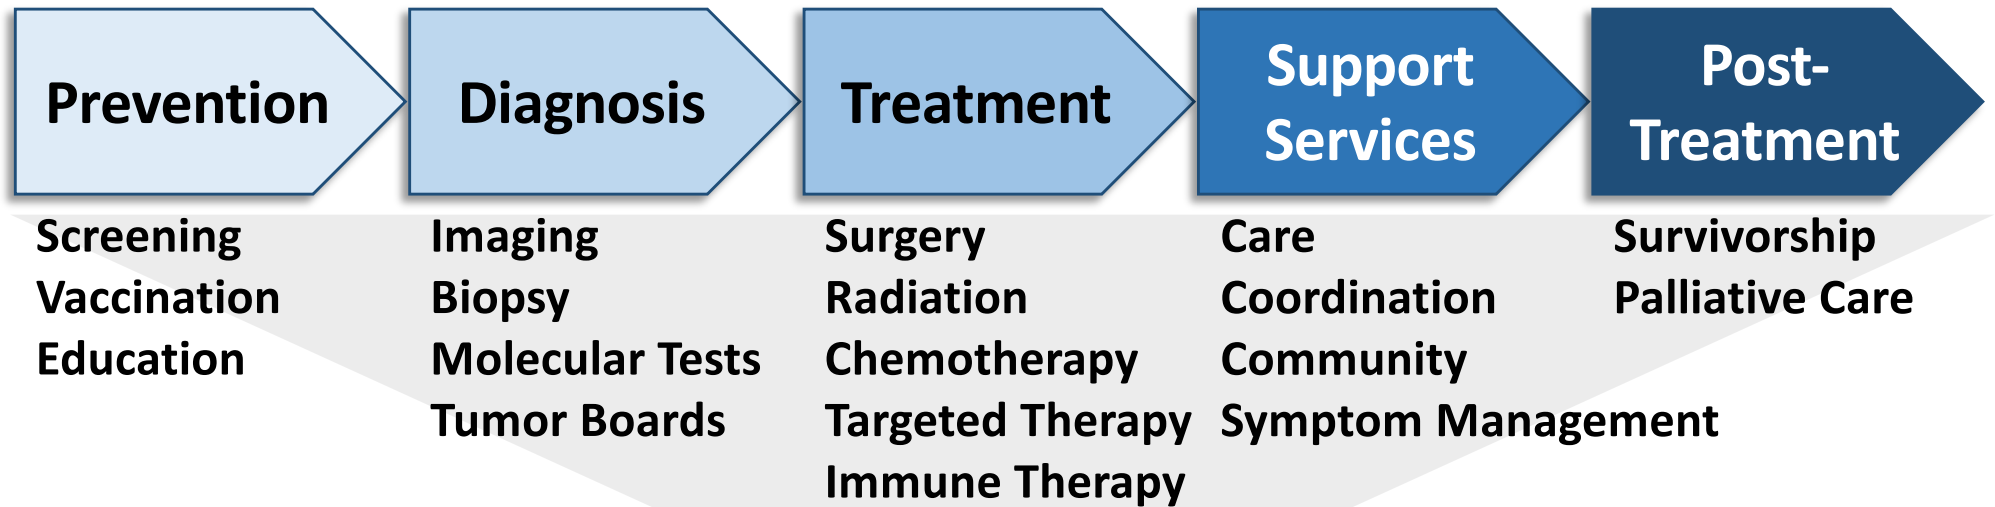 Prevention
Diagnosis
Treatment
Support
Services
Post-
Treatment
Screening
Vaccination
Education
Imaging
Biopsy
Molecular Tests
Tumor Boards
Surgery
Radiation
Chemotherapy
Targeted Therapy
Immune Therapy
Care
Coordination
Community
Symptom Management
Survivorship
Palliative Care